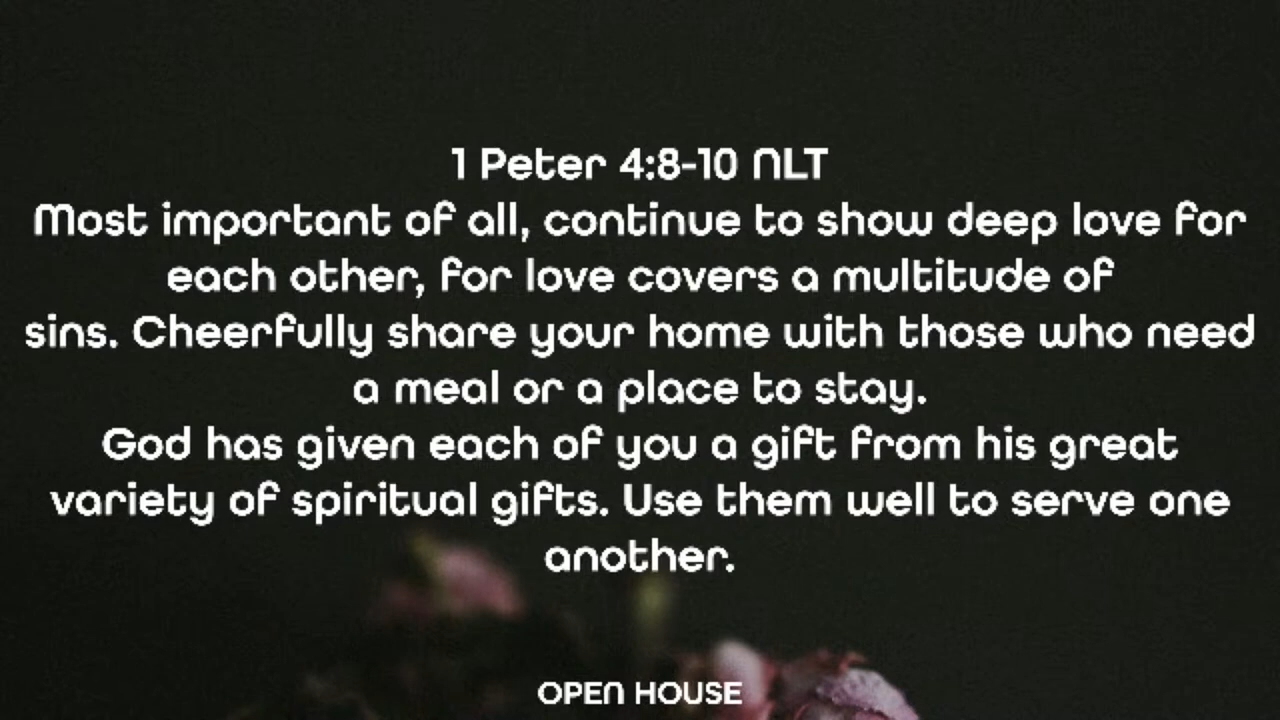 1 Peter 4:8-10 NLT
Most important of all, continue to show deep love for
each other, for love covers a multitude of
sins. Cheerfully share your home with those who need
a meal or a place to stay.
God has given each of you a gift from his great
variety of spiritual gifts. Use them well to serve one
another.
OPEN HOUSE